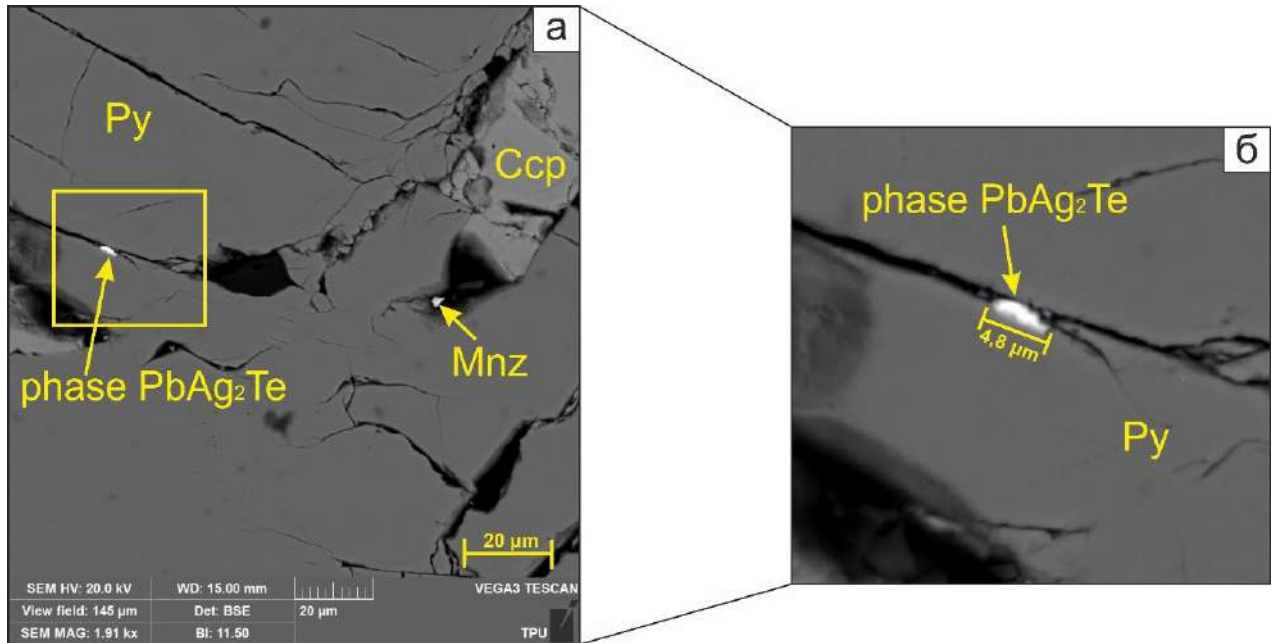 а
Py
Ccp
phase PbAg₂Te
Mnz
20 µm
SEM HV: 20.0 kV
WD: 15.00 mm
VEGA3 TESCAN
View field: 145 µm
Det: BSE
20 µm
SEM MAG: 1.91 kx
BI: 11.50
TPU
б
phase PbAg₂Te
4,8 µm
Py